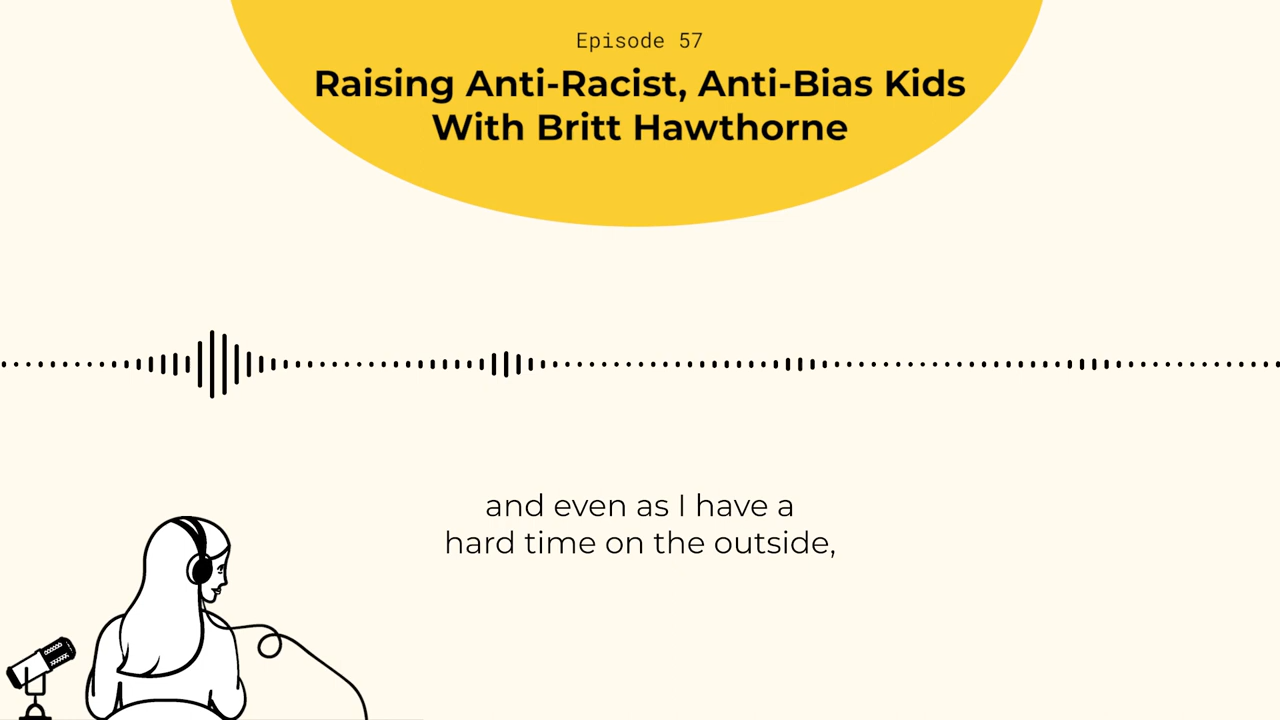 Episode 57
Raising Anti-Racist, Anti-Bias Kids
With Britt Hawthorne
and even as I have a
hard time on the outside,